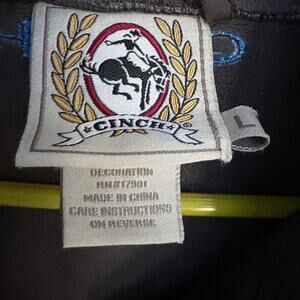 CINCH
L
DECORATION
RN#17901
MADE IN CHINA
CARE INSTRUCTIONS
ON REVERSE